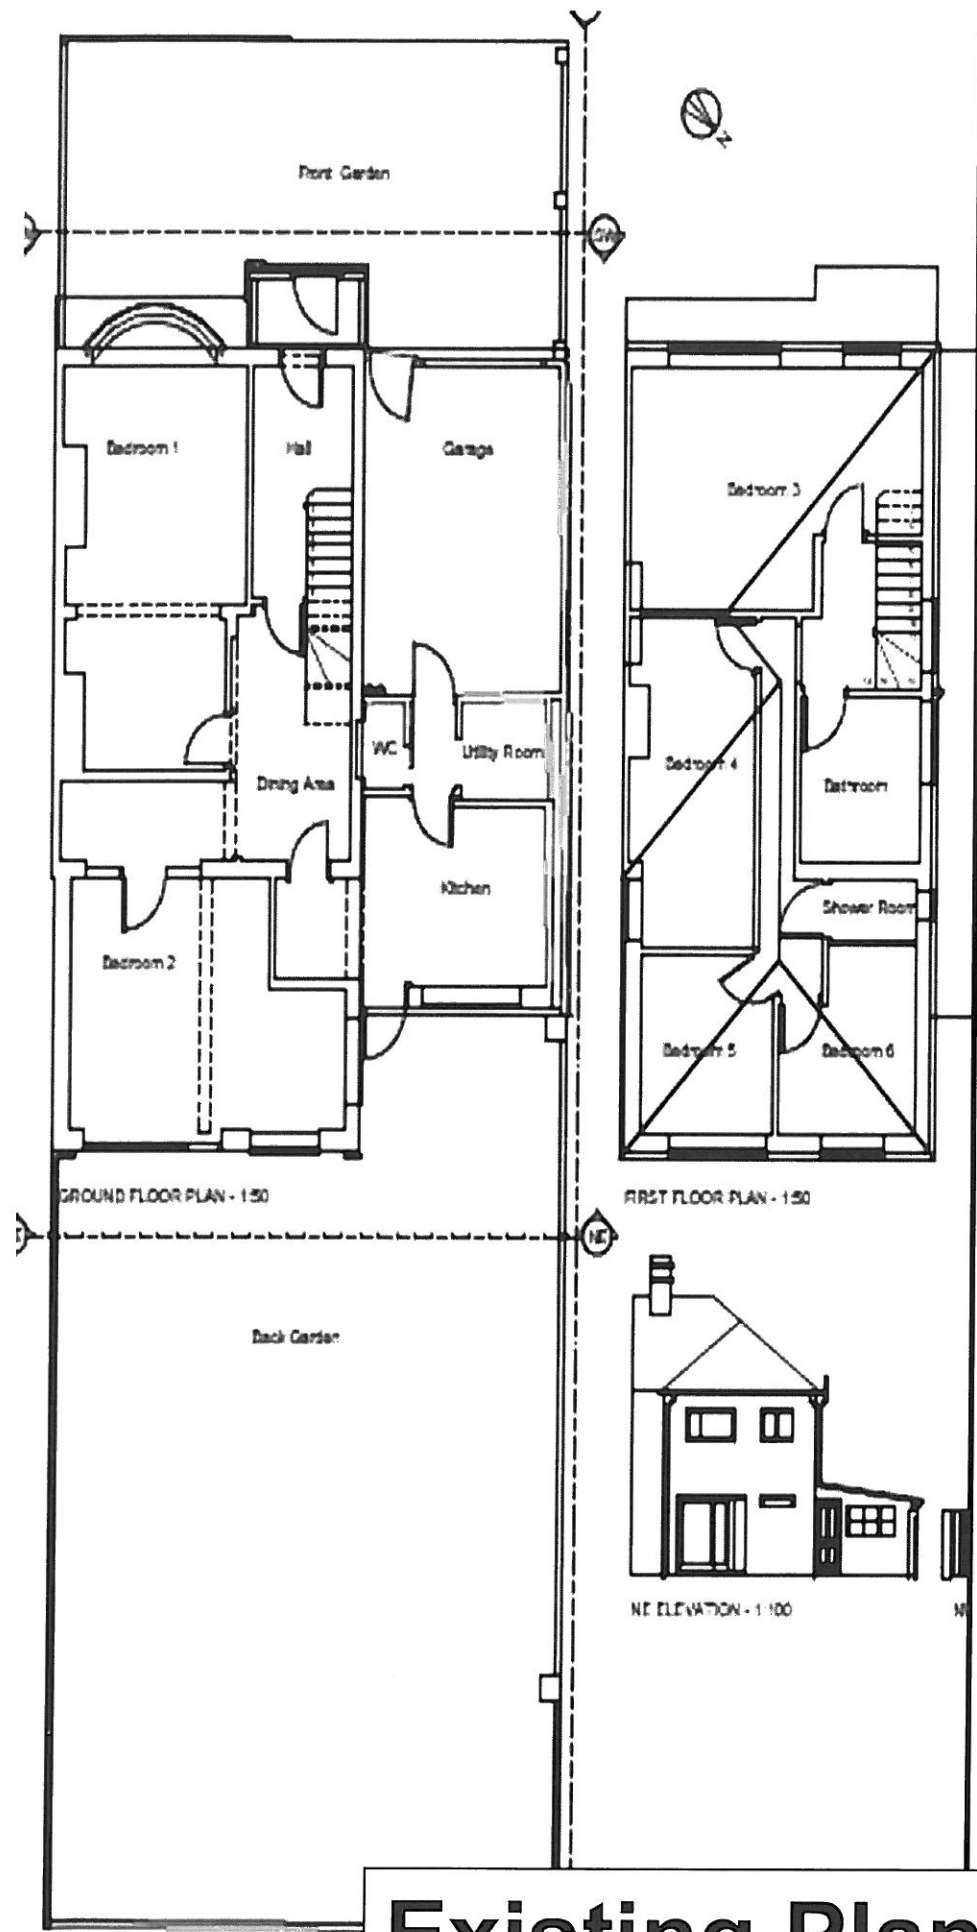 Front Garden
N
SW
Bedroom 1
Hall
Garage
Bedroom 3
WC
Utility Room
Dining Area
Bedroom 4
Bathroom
Kitchen
Shower Room
Bedroom 2
Bedroom 5
Bedroom 6
GROUND FLOOR PLAN - 1:50
FIRST FLOOR PLAN - 1:50
NE
Back Garden
NE ELEVATION - 1:100
Existing Plan